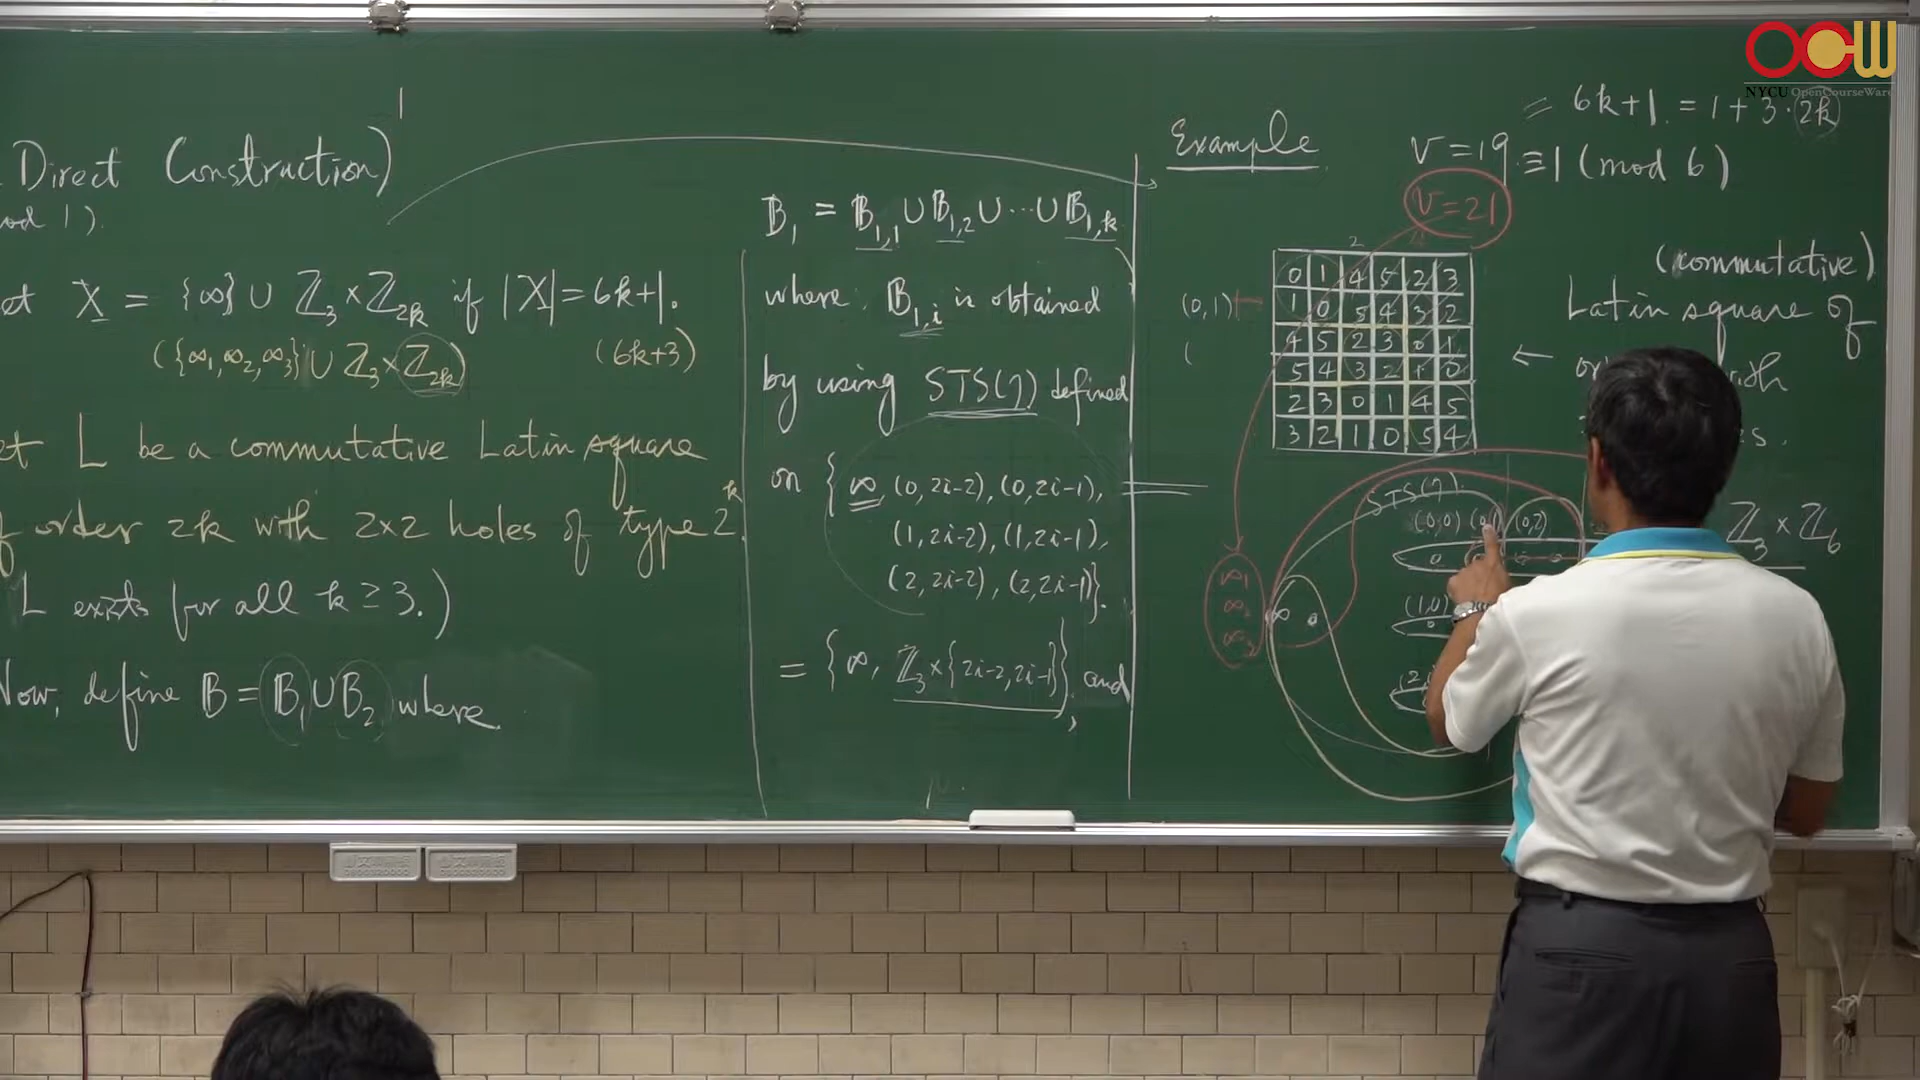 Direct Construction)
od 1).
et X = {∞} ∪ ℤ₃×ℤ₂ₖ if |X| = 6k+1.
({∞₁,∞₂,∞₃} ∪ ℤ₃×ℤ₂ₖ) (6k+3)
et L be a commutative Latin square
f order 2k with 2x2 holes of type 2ᵏ.
L exists for all k ≥ 3.)
Now, define 𝔹 = 𝔹₁∪𝔹₂ where
𝔹₁ = 𝔹₁,₁ ∪ 𝔹₁,₂ ∪ ... ∪ 𝔹₁,ₖ
where 𝔹₁,ᵢ is obtained
by using STS(7) defined
on {∞, (0, 2i-2), (0, 2i-1),
(1, 2i-2), (1, 2i-1),
(2, 2i-2), (2, 2i-1)}.
= {∞, ℤ₃×{2i-2, 2i-1}}, and
Example
= 6k+1 = 1+3·2k
v = 19 ≡ 1 (mod 6)
v = 21
0 1 4 5 2 3
1 0 5 4 3 2
4 5 2 3 0 1
5 4 3 2 1 0
2 3 0 1 4 5
3 2 1 0 5 4
(0,1)
(
(commutative)
← Latin square of
STS(7)
(0,0) (0,1) (0,2)
ℤ₃×ℤ₆
∞₁
∞₂
∞₃
∞
(1,0)
OCW
NYCU OpenCourseWare